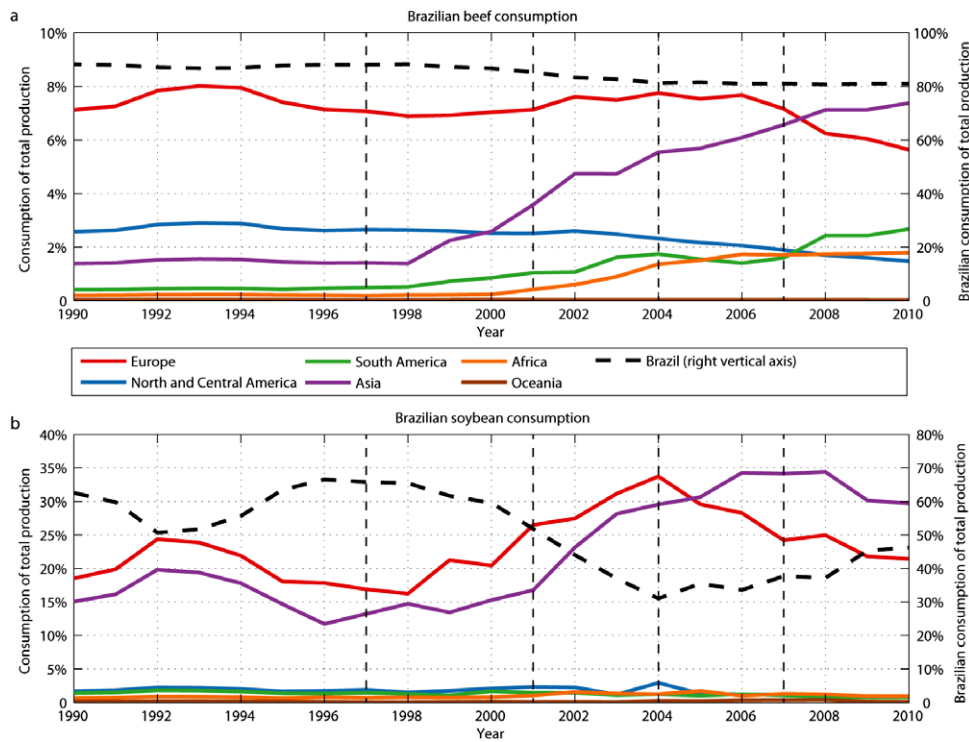 a
Brazilian beef consumption
10%
8%
6%
4%
2%
0
100%
80%
60%
40%
20%
0
Consumption of total production
Brazilian consumption of total production
1990 1992 1994 1996 1998 2000 2002 2004 2006 2008 2010
Year
Europe South America Africa Brazil (right vertical axis)
North and Central America Asia Oceania
b
Brazilian soybean consumption
40%
35%
30%
25%
20%
15%
10%
5%
0
80%
70%
60%
50%
40%
30%
20%
10%
0
Consumption of total production
Brazilian consumption of total production
1990 1992 1994 1996 1998 2000 2002 2004 2006 2008 2010
Year